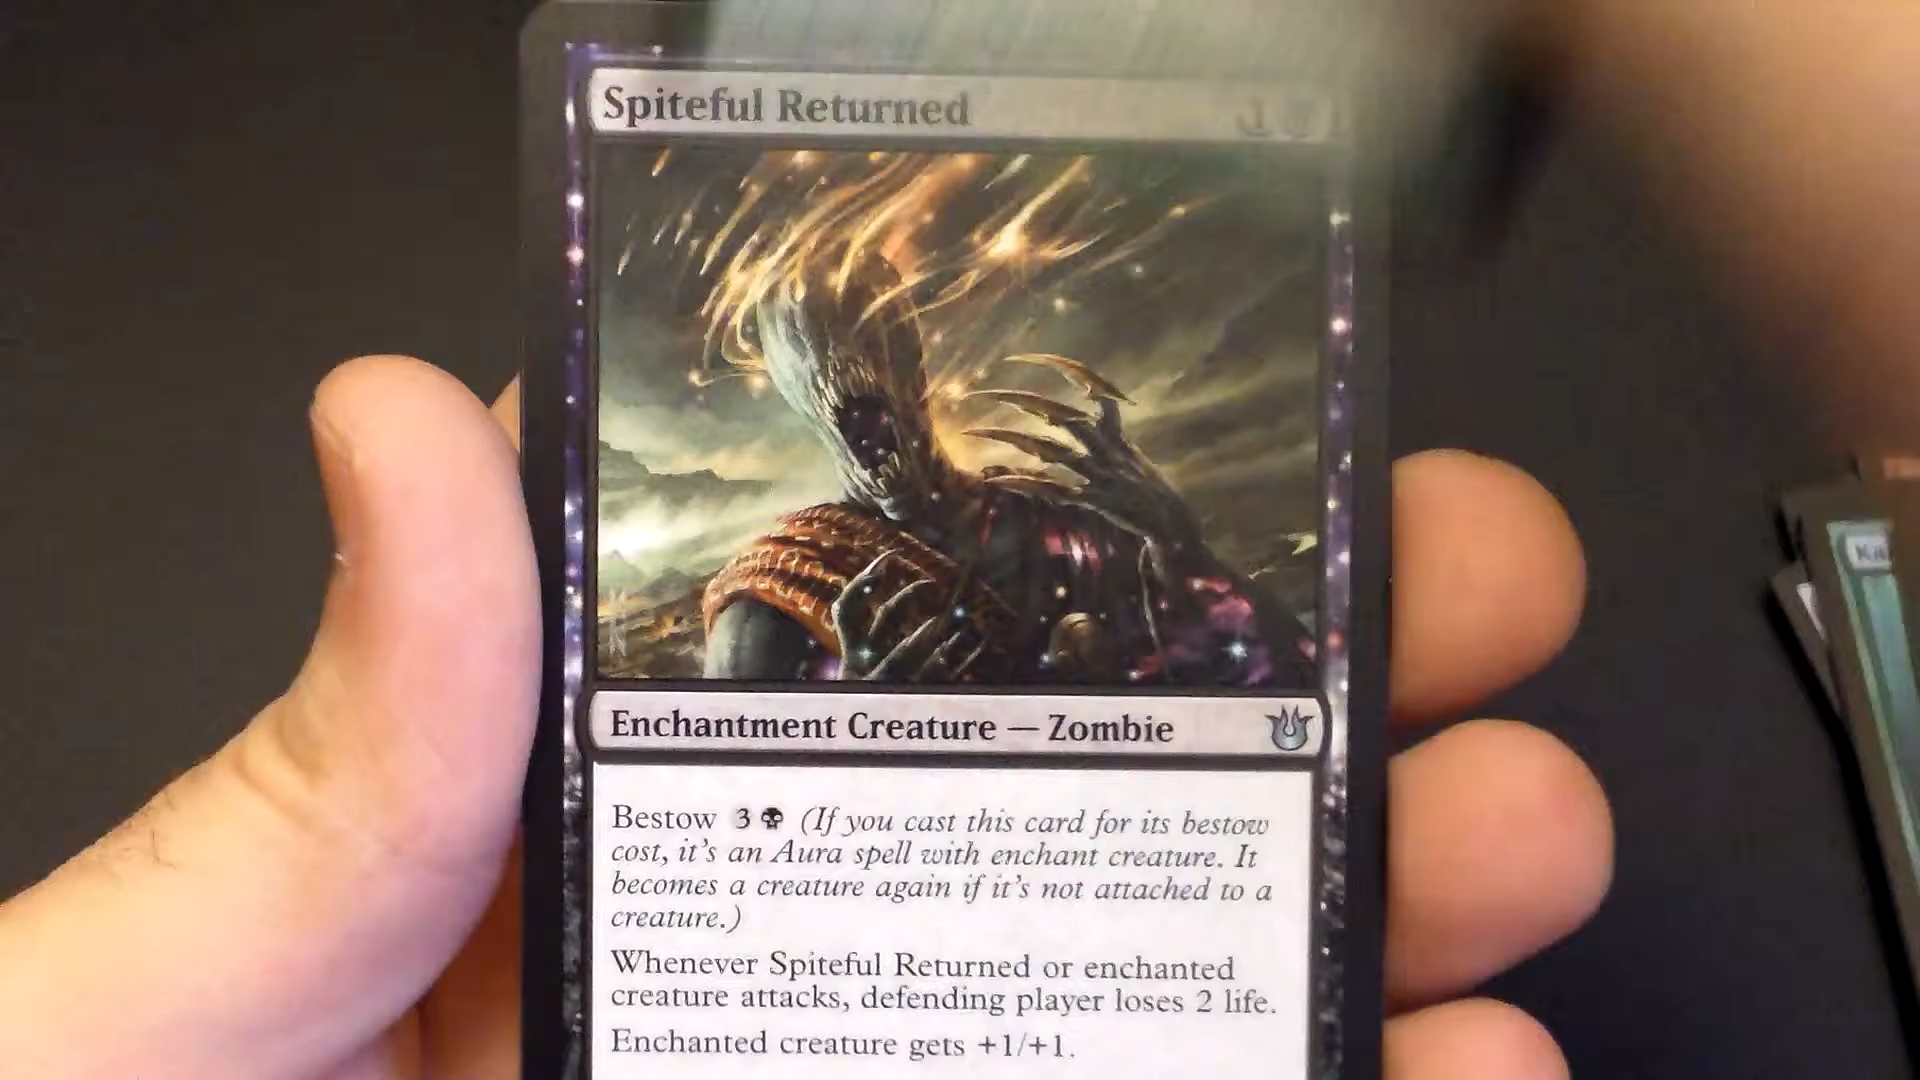 Spiteful Returned 1
Enchantment Creature — Zombie
Bestow 3 (If you cast this card for its bestow
cost, it's an Aura spell with enchant creature. It
becomes a creature again if it's not attached to a
creature.)
Whenever Spiteful Returned or enchanted
creature attacks, defending player loses 2 life.
Enchanted creature gets +1/+1.